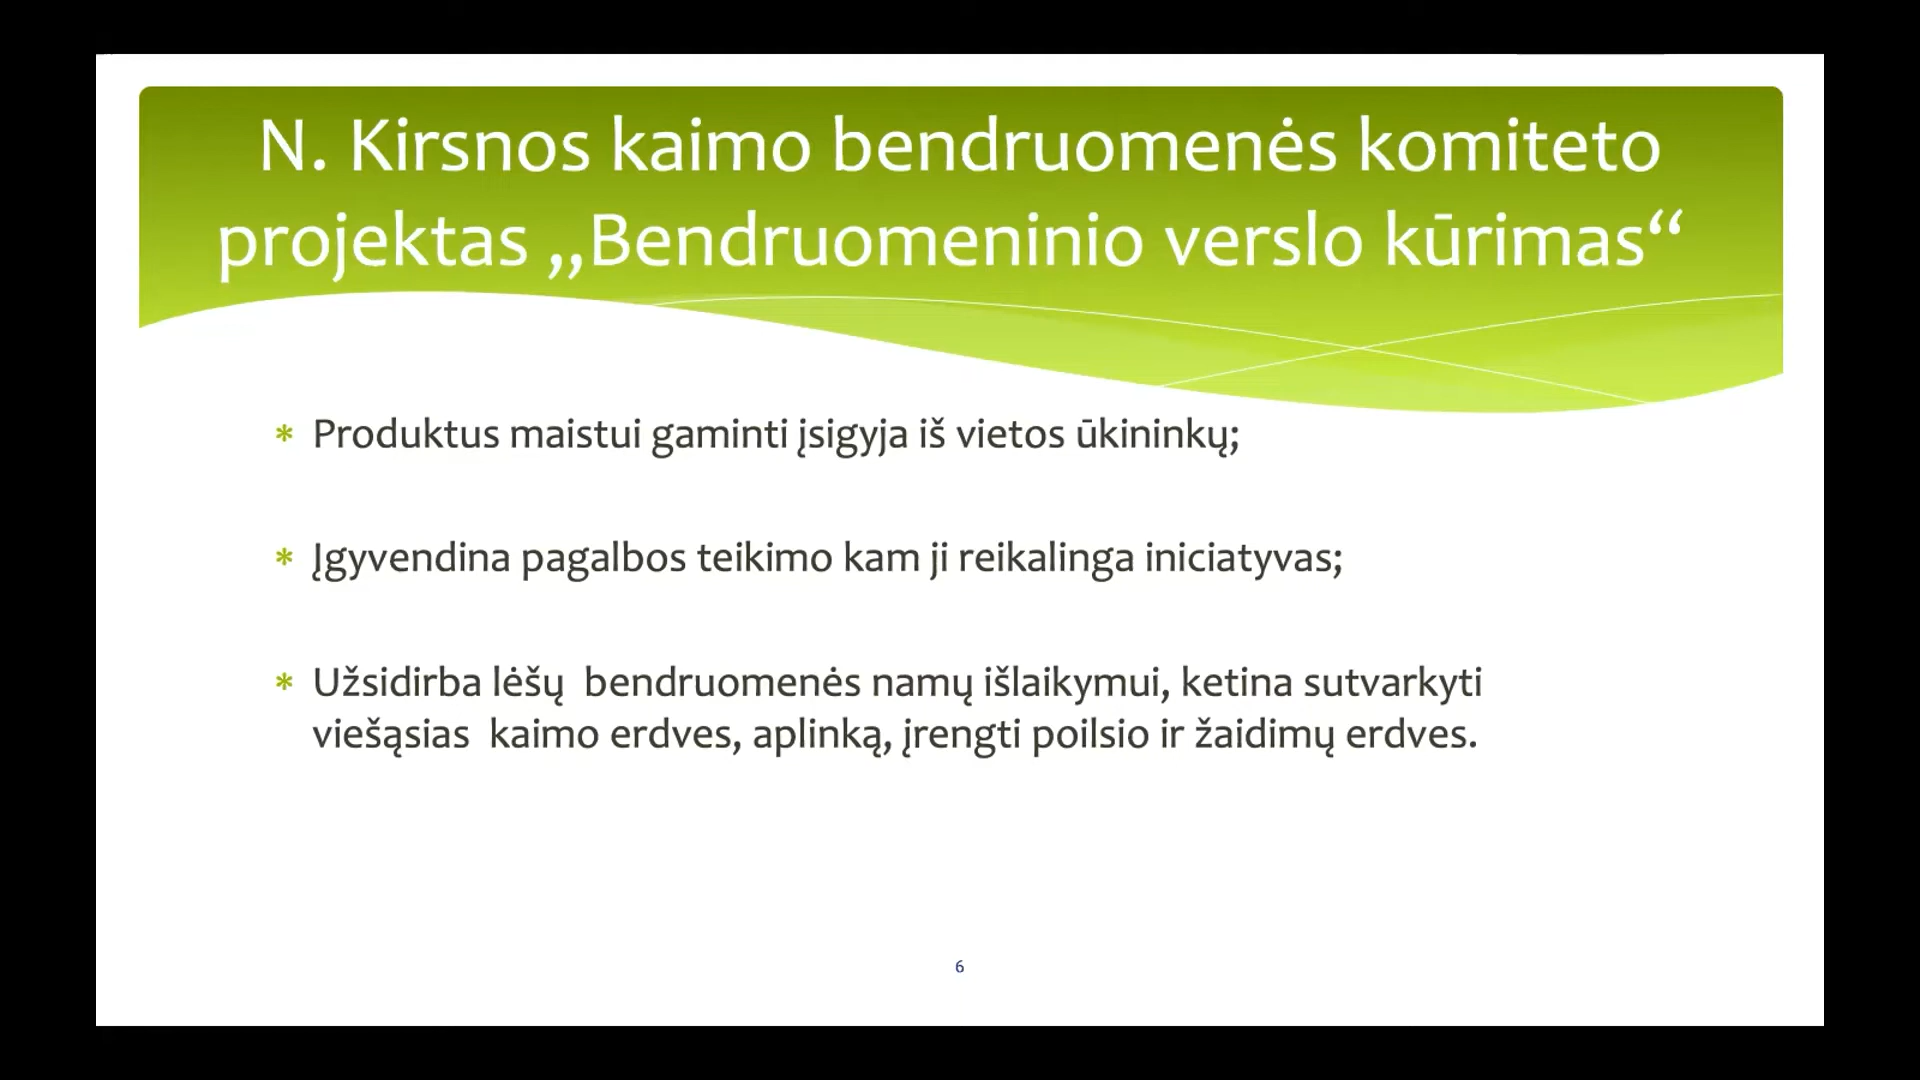 N. Kirsnos kaimo bendruomenės komiteto
projektas „Bendruomeninio verslo kūrimas“
* Produktus maistui gaminti įsigyja iš vietos ūkininkų;
* Įgyvendina pagalbos teikimo kam ji reikalinga iniciatyvas;
* Užsidirba lėšų  bendruomenės namų išlaikymui, ketina sutvarkyti
viešąsias  kaimo erdves, aplinką, įrengti poilsio ir žaidimų erdves.
6